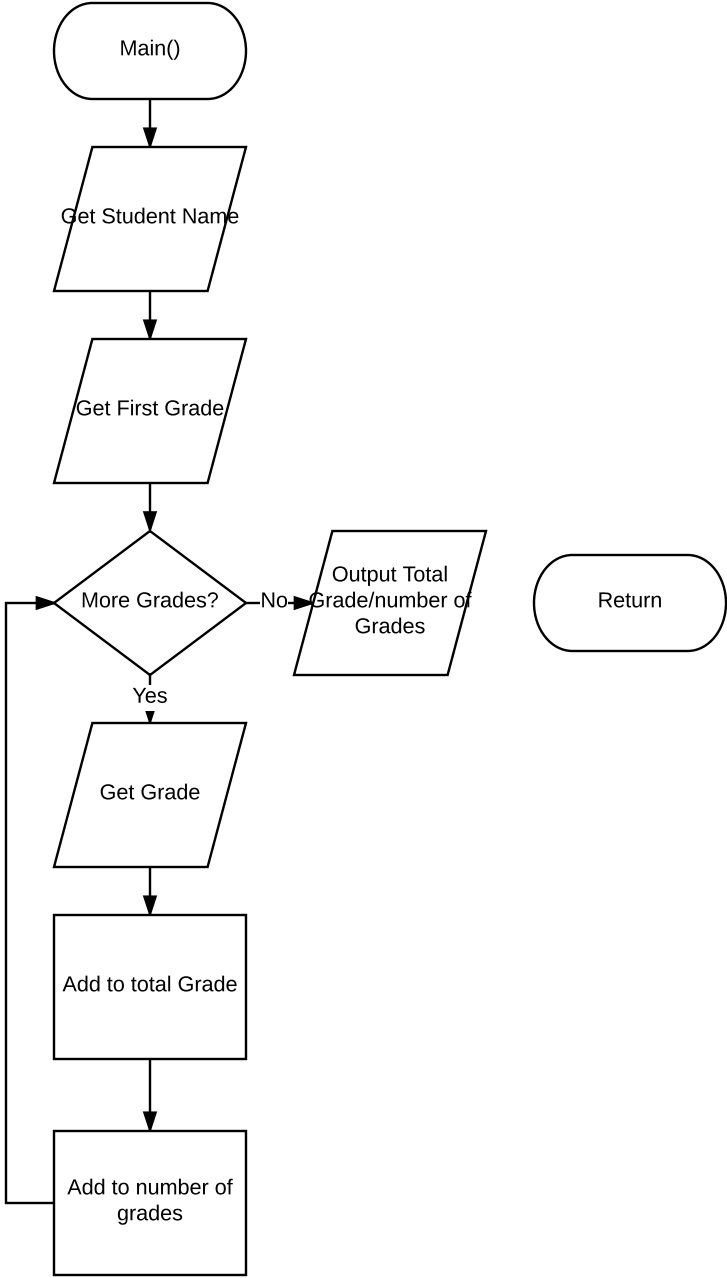 Main()
Get Student Name
Get First Grade
More Grades?
No
Output Total
Grade/number of
Grades
Return
Yes
Get Grade
Add to total Grade
Add to number of
grades